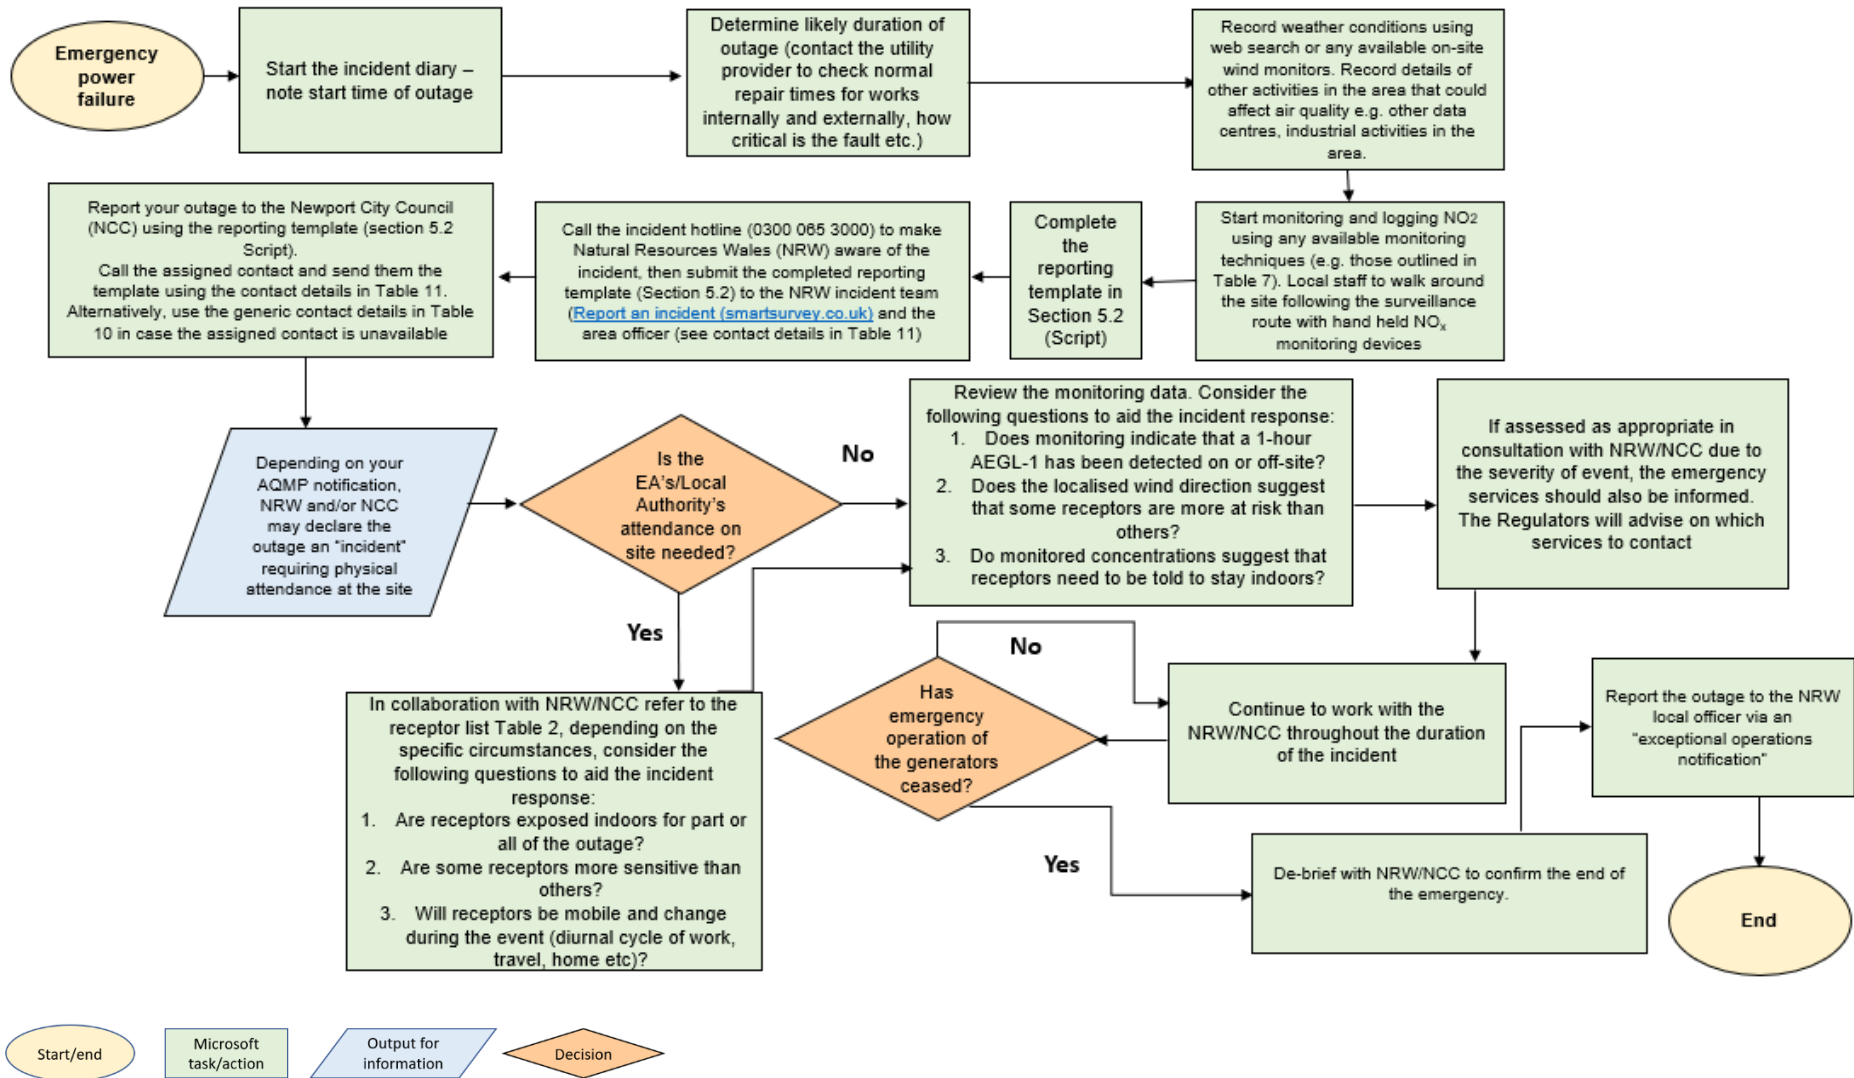 Emergency
power
failure
Start the incident diary –
note start time of outage
Determine likely duration of
outage (contact the utility
provider to check normal
repair times for works
internally and externally, how
critical is the fault etc.)
Record weather conditions using
web search or any available on-site
wind monitors. Record details of
other activities in the area that could
affect air quality e.g. other data
centres, industrial activities in the
area.
Start monitoring and logging NO2
using any available monitoring
techniques (e.g. those outlined in
Table 7). Local staff to walk around
the site following the surveillance
route with hand held NOx
monitoring devices
Complete
the
reporting
template in
Section 5.2
(Script)
Call the incident hotline (0300 065 3000) to make
Natural Resources Wales (NRW) aware of the
incident, then submit the completed reporting
template (Section 5.2) to the NRW incident team
(Report an incident (smartsurvey.co.uk) and the
area officer (see contact details in Table 11)
Report your outage to the Newport City Council
(NCC) using the reporting template (section 5.2
Script).
Call the assigned contact and send them the
template using the contact details in Table 11.
Alternatively, use the generic contact details in Table
10 in case the assigned contact is unavailable
Depending on your
AQMP notification,
NRW and/or NCC
may declare the
outage an “incident”
requiring physical
attendance at the site
Is the
EA’s/Local
Authority’s
attendance on
site needed?
No
Yes
Review the monitoring data. Consider the
following questions to aid the incident response:
1. Does monitoring indicate that a 1-hour
AEGL-1 has been detected on or off-site?
2. Does the localised wind direction suggest
that some receptors are more at risk than
others?
3. Do monitored concentrations suggest that
receptors need to be told to stay indoors?
If assessed as appropriate in
consultation with NRW/NCC due to
the severity of event, the emergency
services should also be informed.
The Regulators will advise on which
services to contact
In collaboration with NRW/NCC refer to the
receptor list Table 2, depending on the
specific circumstances, consider the
following questions to aid the incident
response:
1. Are receptors exposed indoors for part or
all of the outage?
2. Are some receptors more sensitive than
others?
3. Will receptors be mobile and change
during the event (diurnal cycle of work,
travel, home etc)?
Has
emergency
operation of
the generators
ceased?
No
Yes
Continue to work with the
NRW/NCC throughout the duration
of the incident
De-brief with NRW/NCC to confirm the end of
the emergency.
Report the outage to the NRW
local officer via an
“exceptional operations
notification”
End
Start/end
Microsoft
task/action
Output for
information
Decision